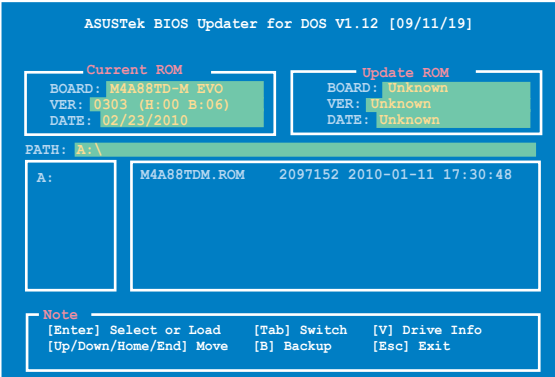 ASUSTek BIOS Updater for DOS V1.12 [09/11/19]
Current ROM
BOARD: M4A88TD-M EVO
VER: 0303 (H:00 B:06)
DATE: 02/23/2010
Update ROM
BOARD: Unknown
VER: Unknown
DATE: Unknown
PATH: A:\
A:
M4A88TDM.ROM 2097152 2010-01-11 17:30:48
Note
[Enter] Select or Load [Tab] Switch [V] Drive Info
[Up/Down/Home/End] Move [B] Backup [Esc] Exit